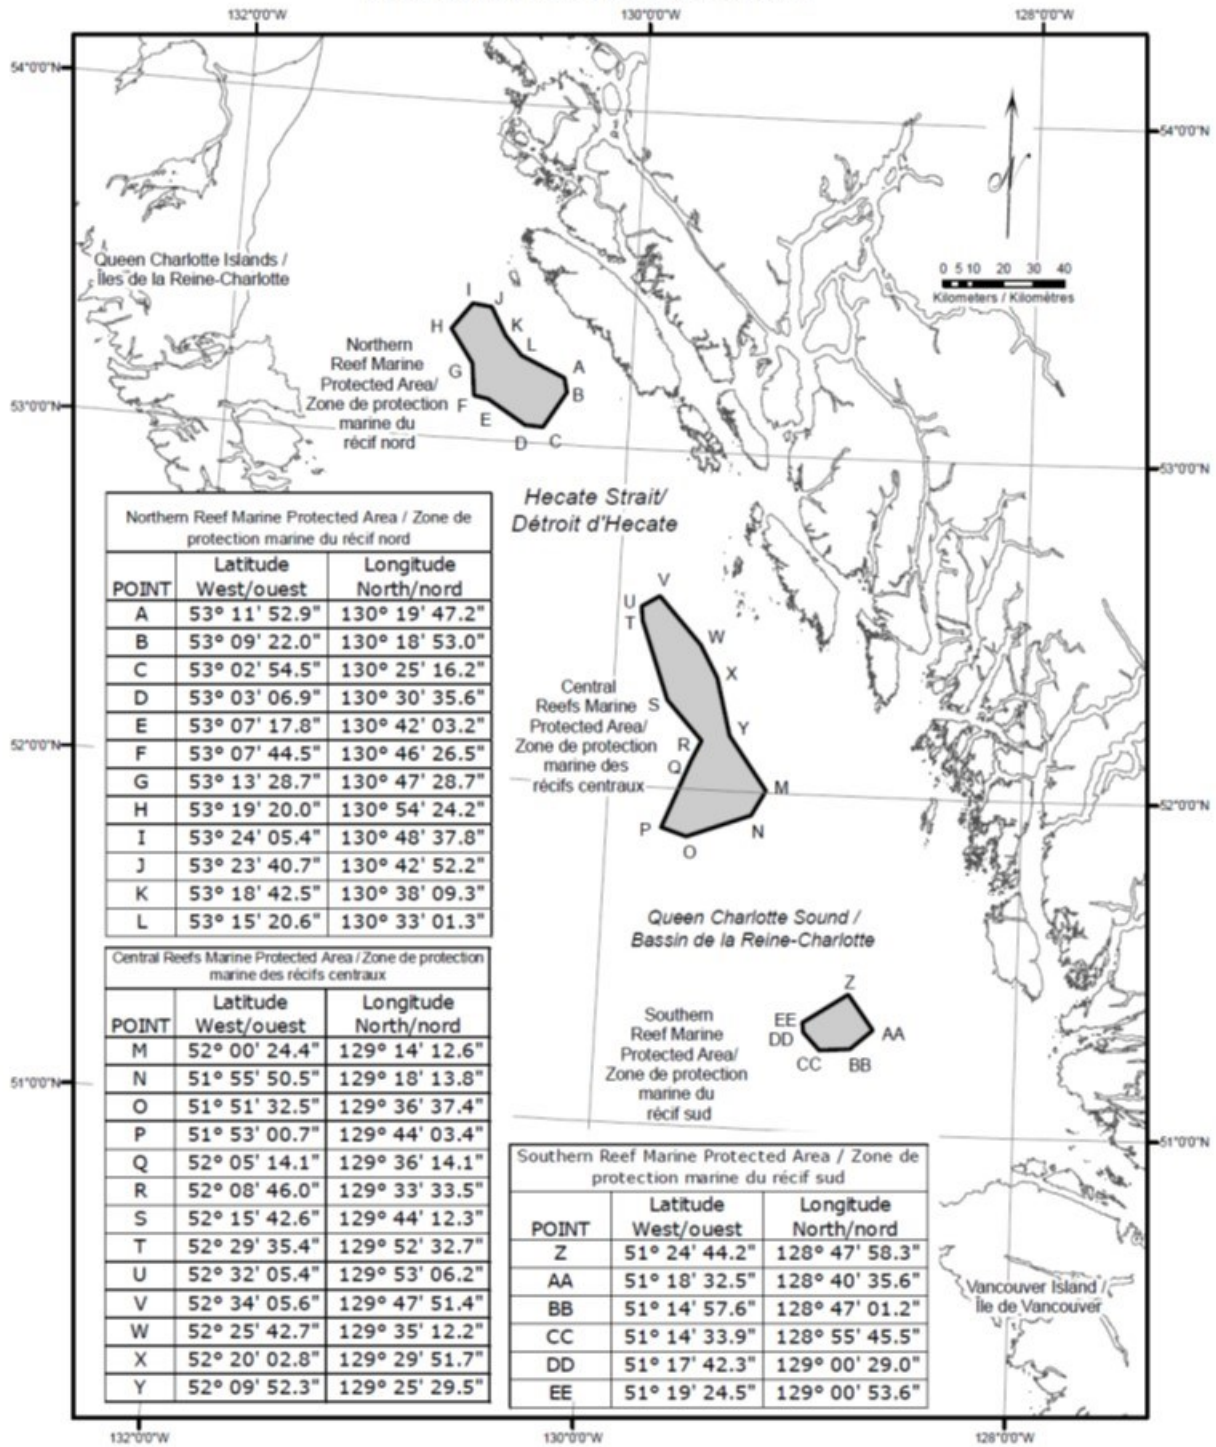 132°0'0"W 130°0'0"W 128°0'0"W
54°0'0"N
54°0'0"N
Queen Charlotte Islands /
Îles de la Reine-Charlotte
0 5 10 20 30 40
Kilometers / Kilomètres
I J
H K
L
G A
B
F E
D C
Northern
Reef Marine
Protected Area/
Zone de protection
marine du
récif nord
53°0'0"N
53°0'0"N
Hecate Strait/
Détroit d'Hecate
Northern Reef Marine Protected Area / Zone de
protection marine du récif nord
POINT Latitude West/ouest Longitude North/nord
A 53° 11' 52.9" 130° 19' 47.2"
B 53° 09' 22.0" 130° 18' 53.0"
C 53° 02' 54.5" 130° 25' 16.2"
D 53° 03' 06.9" 130° 30' 35.6"
E 53° 07' 17.8" 130° 42' 03.2"
F 53° 07' 44.5" 130° 46' 26.5"
G 53° 13' 28.7" 130° 47' 28.7"
H 53° 19' 20.0" 130° 54' 24.2"
I 53° 24' 05.4" 130° 48' 37.8"
J 53° 23' 40.7" 130° 42' 52.2"
K 53° 18' 42.5" 130° 38' 09.3"
L 53° 15' 20.6" 130° 33' 01.3"
V
U
T
W
X
S
Y
R
Q
M
N
P
O
Central
Reefs Marine
Protected Area/
Zone de protection
marine des
récifs centraux
52°0'0"N
52°0'0"N
Queen Charlotte Sound /
Bassin de la Reine-Charlotte
Central Reefs Marine Protected Area / Zone de protection
marine des récifs centraux
POINT Latitude West/ouest Longitude North/nord
M 52° 00' 24.4" 129° 14' 12.6"
N 51° 55' 50.5" 129° 18' 13.8"
O 51° 51' 32.5" 129° 36' 37.4"
P 51° 53' 00.7" 129° 44' 03.4"
Q 52° 05' 14.1" 129° 36' 14.1"
R 52° 08' 46.0" 129° 33' 33.5"
S 52° 15' 42.6" 129° 44' 12.3"
T 52° 29' 35.4" 129° 52' 32.7"
U 52° 32' 05.4" 129° 53' 06.2"
V 52° 34' 05.6" 129° 47' 51.4"
W 52° 25' 42.7" 129° 35' 12.2"
X 52° 20' 02.8" 129° 29' 51.7"
Y 52° 09' 52.3" 129° 25' 29.5"
Z
EE
DD
AA
CC BB
Southern
Reef Marine
Protected Area/
Zone de protection
marine du
récif sud
51°0'0"N
51°0'0"N
Southern Reef Marine Protected Area / Zone de
protection marine du récif sud
POINT Latitude West/ouest Longitude North/nord
Z 51° 24' 44.2" 128° 47' 58.3"
AA 51° 18' 32.5" 128° 40' 35.6"
BB 51° 14' 57.6" 128° 47' 01.2"
CC 51° 14' 33.9" 128° 55' 45.5"
DD 51° 17' 42.3" 129° 00' 29.0"
EE 51° 19' 24.5" 129° 00' 53.6"
Vancouver Island /
Île de Vancouver
132°0'0"W 130°0'0"W 128°0'0"W